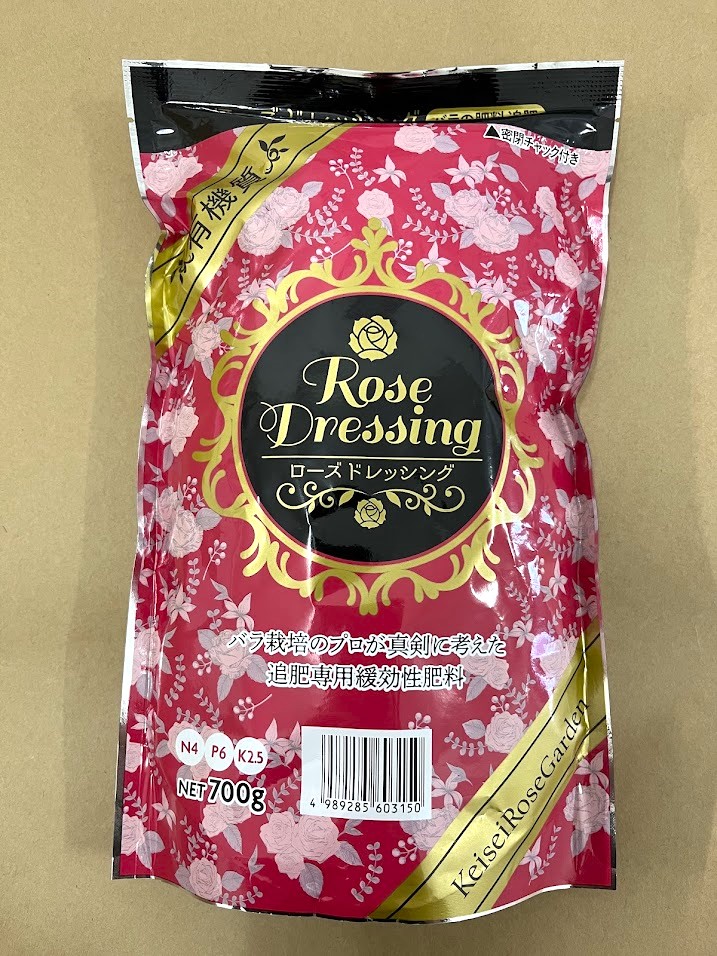 ▲密閉チャック付き
有機質
Rose
Dressing
ローズドレッシング
バラ栽培のプロが真剣に考えた
追肥専用緩効性肥料
N4 P6 K2.5
NET 700g
4 989285 603150
KeiseiRoseGarden